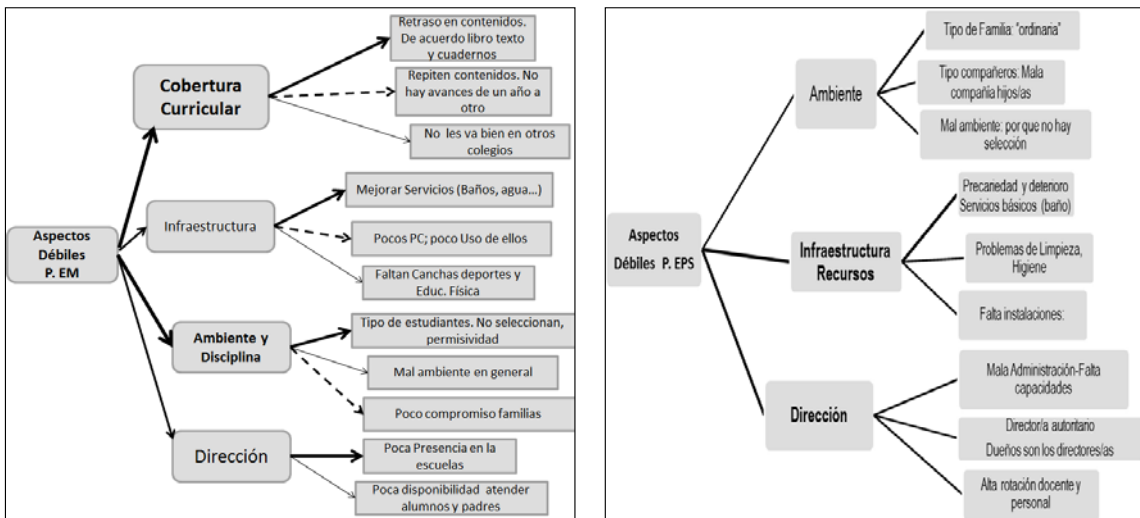 Aspectos
Débiles
P. EM
Cobertura
Curricular
Retraso en contenidos.
De acuerdo libro texto
y cuadernos
Repiten contenidos. No
hay avances de un año a
otro
No les va bien en otros
colegios
Infraestructura
Mejorar Servicios (Baños, agua...)
Pocos PC; poco Uso de ellos
Faltan Canchas deportes y
Educ. Física
Ambiente y
Disciplina
Tipo de estudiantes. No seleccionan,
permisividad
Mal ambiente en general
Poco compromiso familias
Dirección
Poca Presencia en la
escuelas
Poca disponibilidad atender
alumnos y padres
Aspectos
Débiles P. EPS
Ambiente
Tipo de Familia: "ordinaria"
Tipo compañeros: Mala
compañía hijos/as
Mal ambiente: por que no hay
selección
Infraestructura
Recursos
Precariedad y deterioro
Servicios básicos (baño)
Problemas de Limpieza,
Higiene
Falta instalaciones:
Dirección
Mala Administración-Falta
capacidades
Director/a autoritario
Dueños son los directores/as
Alta rotación docente y
personal